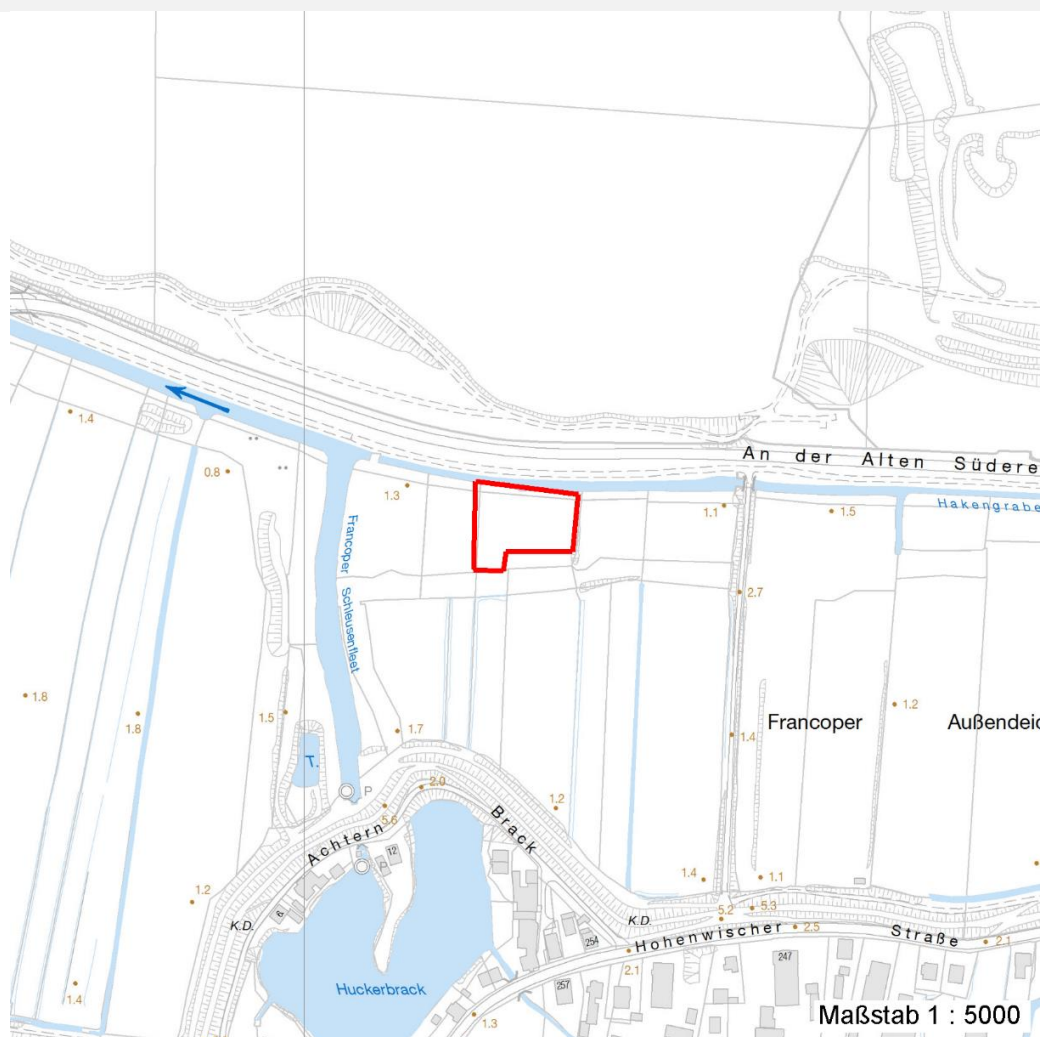 An der Alten Südere
Hakengrabe
1.4
0.8
1.3
1.1
1.5
Francoper Schleusenfleet
2.7
1.8
1.8
1.5
1.7
1.4
1.2
Francoper
Außendeic
T.
P
2.0
5.6
1.2
Achtern Brack
12
P
6
K.D.
1.2
1.4
1.1
5.2
5.3
K.D
Hohenwischer Straße
2.5
2.1
254
2.1
247
257
Huckerbrack
1.4
1.3
Maßstab 1 : 5000